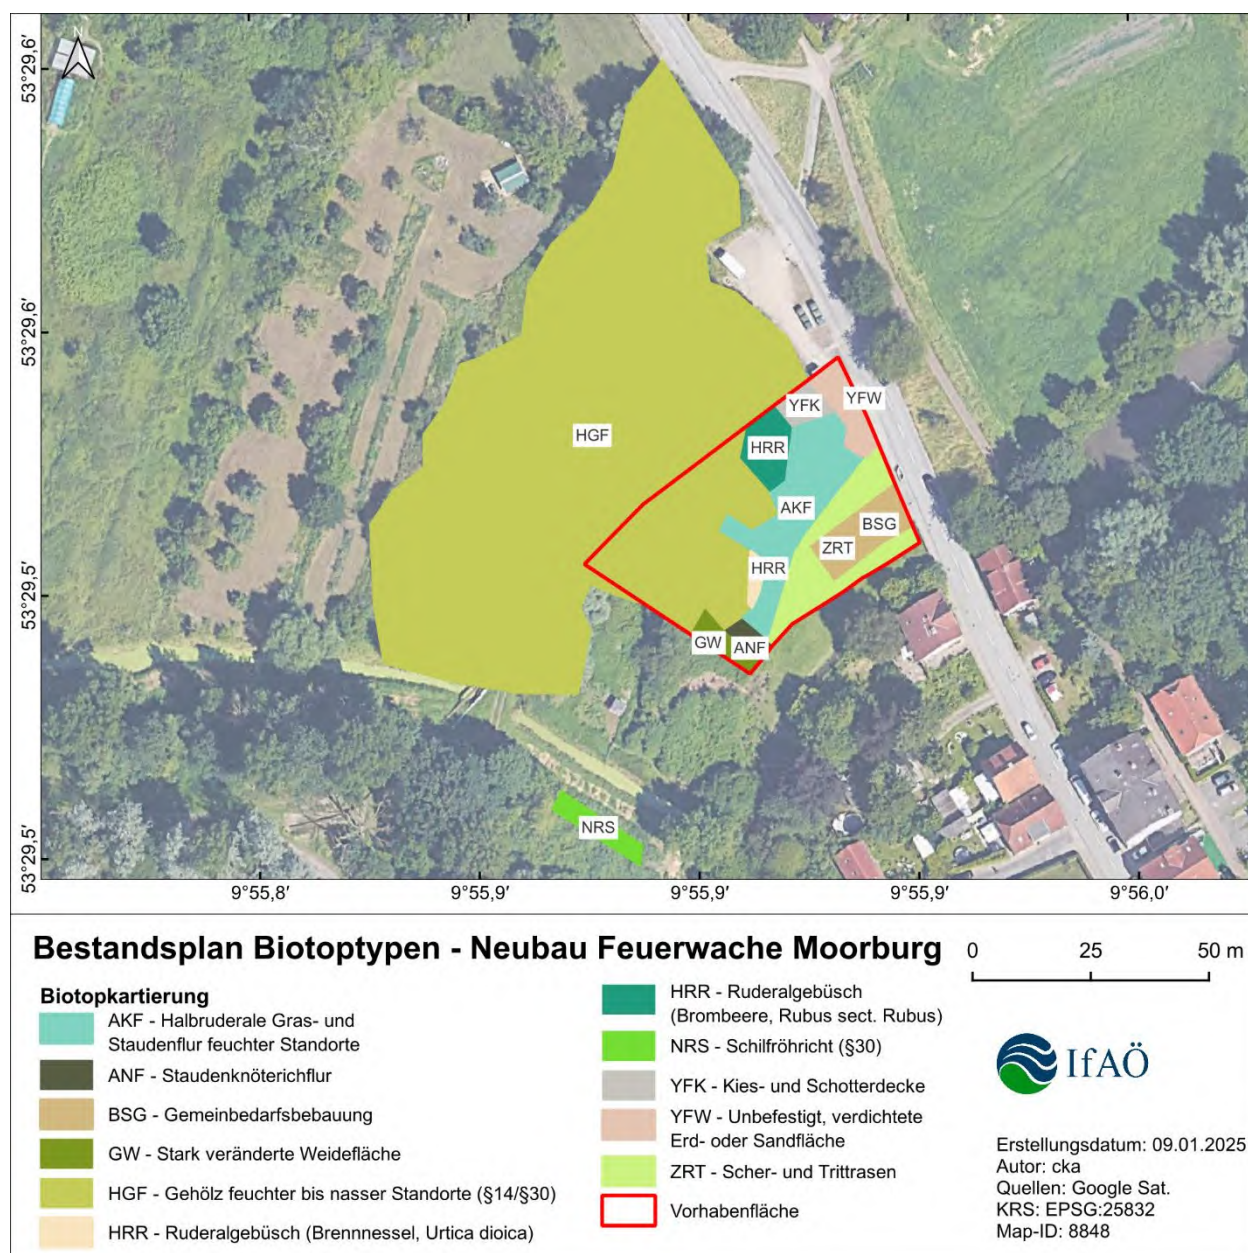 N
53°29,6'
53°29,6'
53°29,5'
53°29,5'
HGF
YFK
YFW
HRR
AKF
BSG
ZRT
HRR
GW
ANF
NRS
9°55,8'
9°55,9'
9°55,9'
9°55,9'
9°56,0'
Bestandsplan Biotoptypen - Neubau Feuerwache Moorburg
0 25 50 m
Biotopkartierung
AKF - Halbruderale Gras- und
Staudenflur feuchter Standorte
ANF - Staudenknöterichflur
BSG - Gemeinbedarfsbebauung
GW - Stark veränderte Weidefläche
HGF - Gehölz feuchter bis nasser Standorte (§14/§30)
HRR - Ruderalgebüsch (Brennnessel, Urtica dioica)
HRR - Ruderalgebüsch
(Brombeere, Rubus sect. Rubus)
NRS - Schilfröhricht (§30)
YFK - Kies- und Schotterdecke
YFW - Unbefestigt, verdichtete
Erd- oder Sandfläche
ZRT - Scher- und Trittrasen
Vorhabenfläche
IfAÖ
Erstellungsdatum: 09.01.2025
Autor: cka
Quellen: Google Sat.
KRS: EPSG:25832
Map-ID: 8848